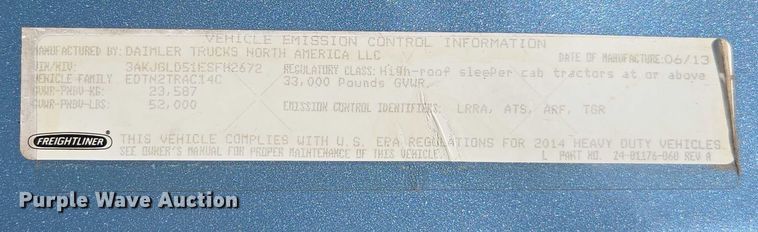 VEHICLE EMISSION CONTROL INFORMATION
MANUFACTURED BY: DAIMLER TRUCKS NORTH AMERICA LLC DATE OF MANUFACTURE: 06/13
VIN/NIV: 3AKJGLD51ESFM2672 REGULATORY CLASS: High-roof sleeper cab tractors at or above
VEHICLE FAMILY EDTN2TRAC14C 33,000 Pounds GVWR.
GVWR-PNBV-KG: 23,587
GVWR-PNBV-LBS: 52,000 EMISSION CONTROL IDENTIFIERS: LRRA, ATS, ARF, TGR
FREIGHTLINER THIS VEHICLE COMPLIES WITH U.S. EPA REGULATIONS FOR 2014 HEAVY DUTY VEHICLES.
SEE OWNER'S MANUAL FOR PROPER MAINTENANCE OF THIS VEHICLE. L PART NO. 24-01176-060 REV A
Purple Wave Auction